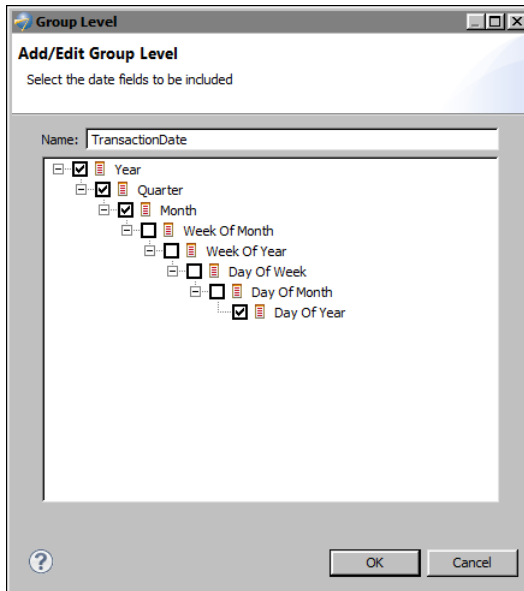 Group Level
Add/Edit Group Level
Select the date fields to be included
Name: TransactionDate
Year
Quarter
Month
Week Of Month
Week Of Year
Day Of Week
Day Of Month
Day Of Year
?
OK Cancel